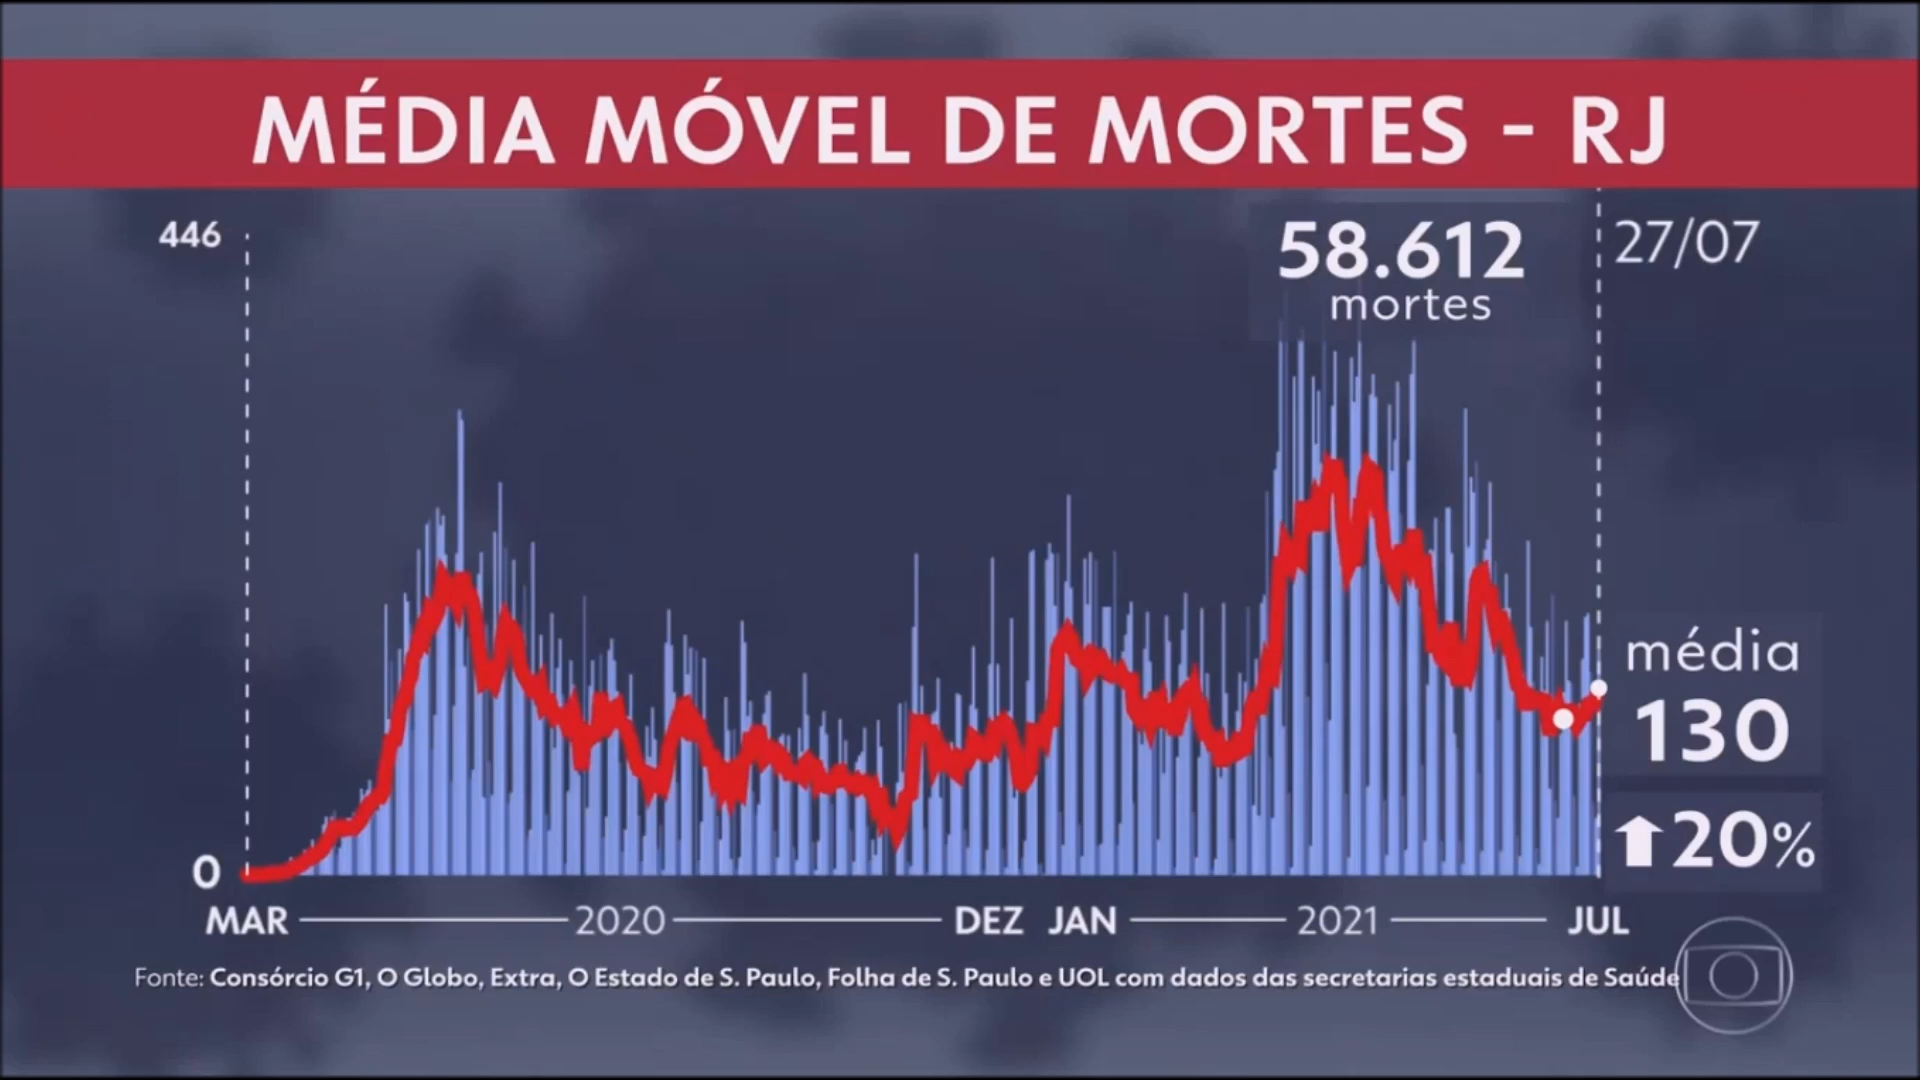 MÉDIA MÓVEL DE MORTES - RJ
446
58.612
mortes
27/07
média
130
20%
0
MAR 2020 DEZ JAN 2021 JUL
Fonte: Consórcio G1, O Globo, Extra, O Estado de S. Paulo, Folha de S. Paulo e UOL com dados das secretarias estaduais de Saúde